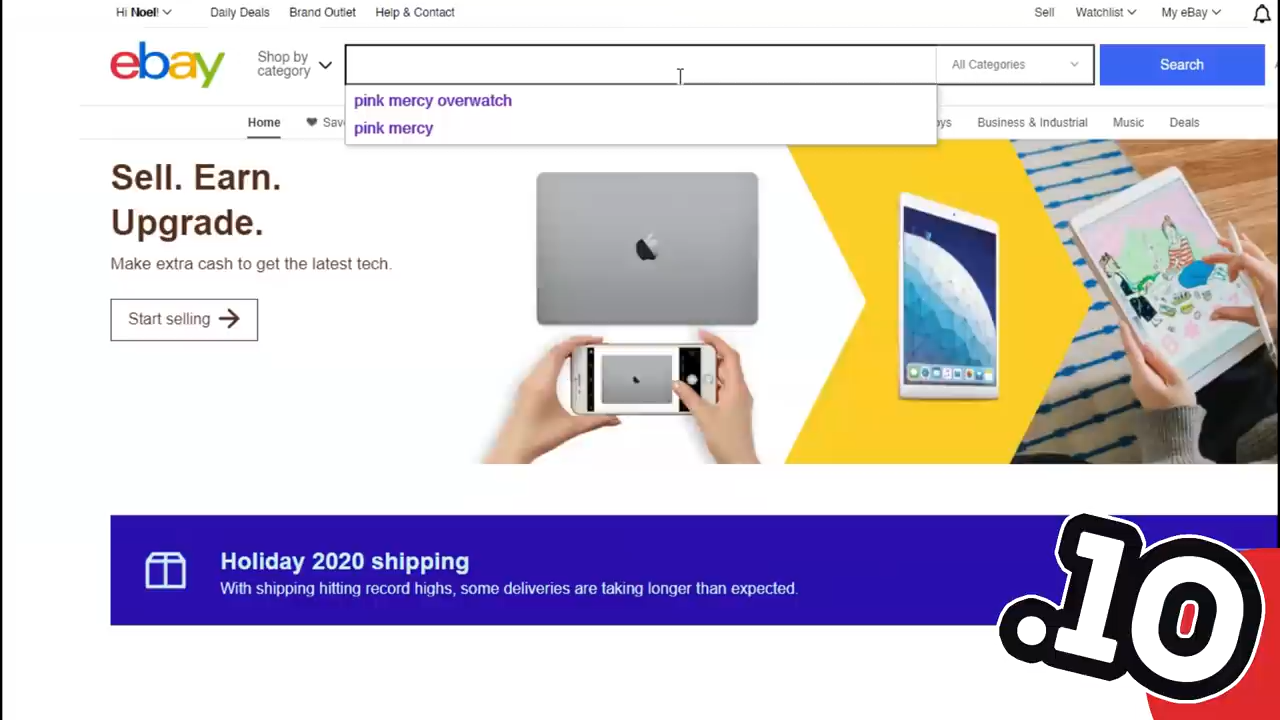 Hi Noel!
Daily Deals
Brand Outlet
Help & Contact
Sell
Watchlist
My eBay
ebay
Shop by
category
All Categories
Search
pink mercy overwatch
pink mercy
Home
Business & Industrial
Music
Deals
Sell. Earn.
Upgrade.
Make extra cash to get the latest tech.
Start selling
Holiday 2020 shipping
With shipping hitting record highs, some deliveries are taking longer than expected.
.10